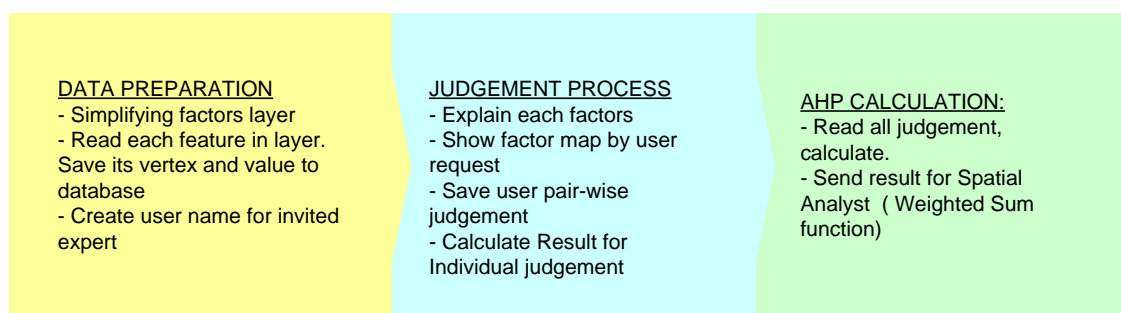 DATA PREPARATION
- Simplifying factors layer
- Read each feature in layer.
Save its vertex and value to
database
- Create user name for invited
expert
JUDGEMENT PROCESS
- Explain each factors
- Show factor map by user
request
- Save user pair-wise
judgement
- Calculate Result for
Individual judgement
AHP CALCULATION:
- Read all judgement,
calculate.
- Send result for Spatial
Analyst ( Weighted Sum
function)